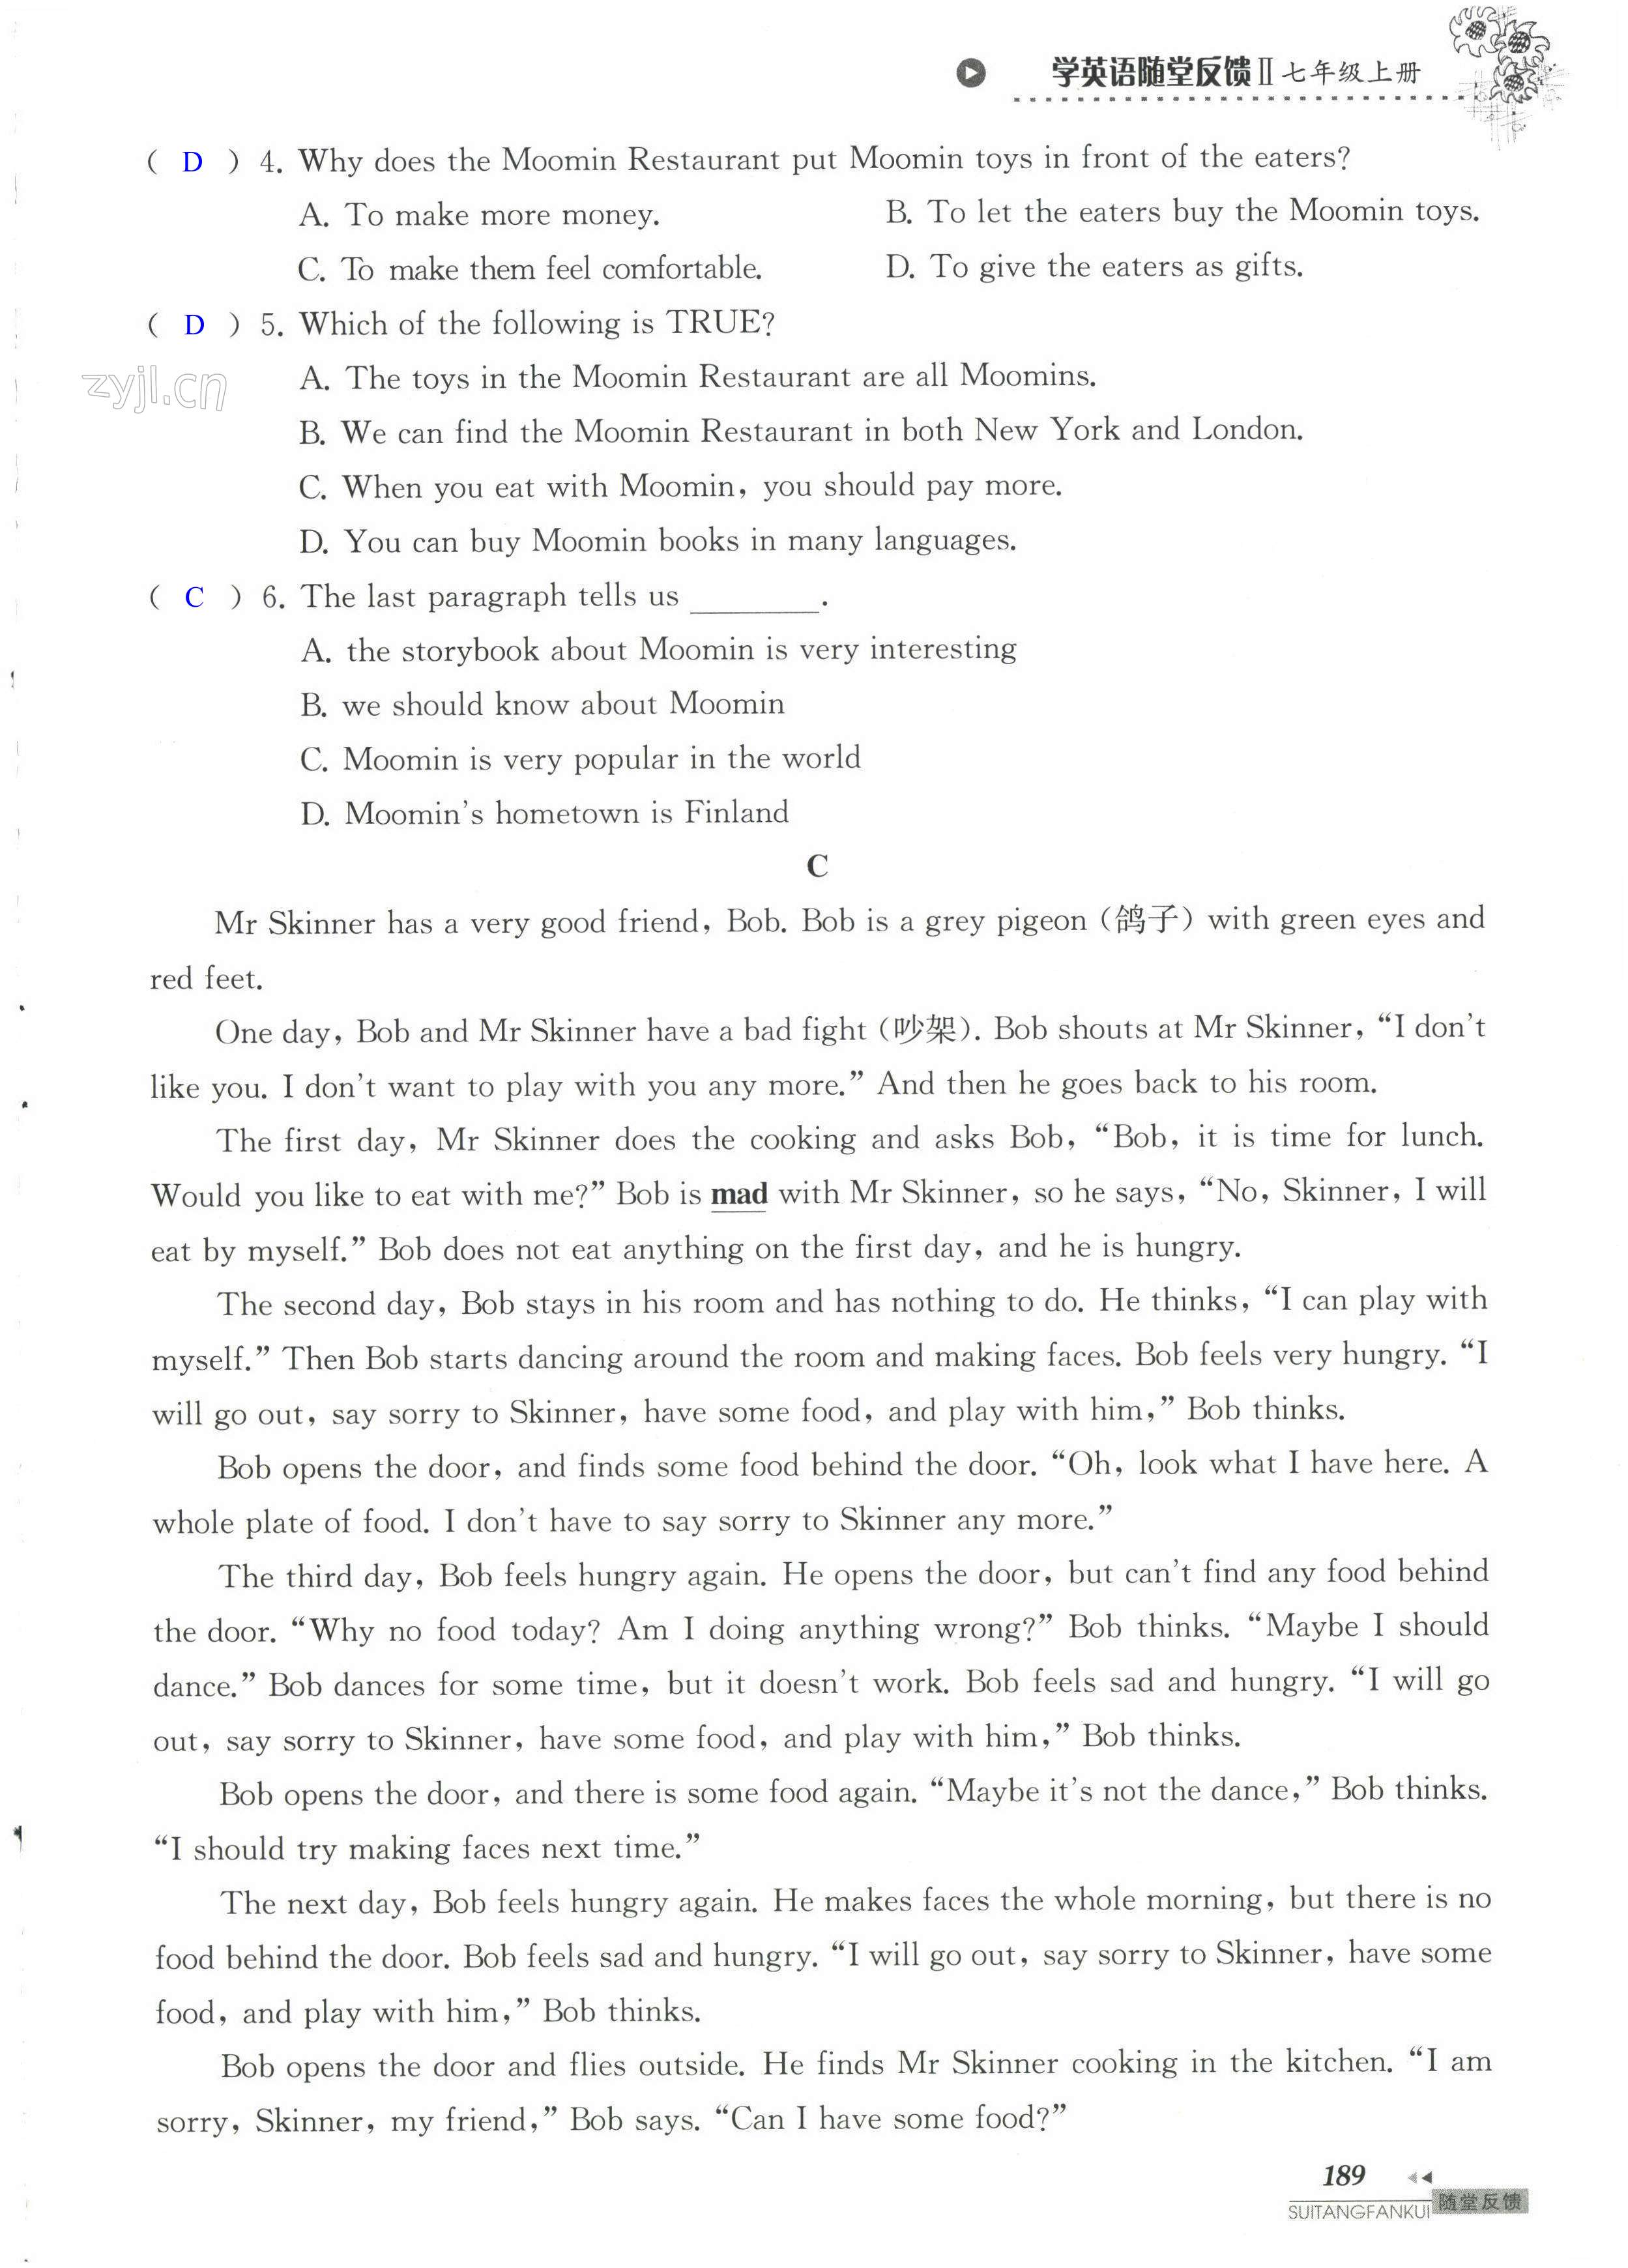 学英语随堂反馈Ⅱ七年级上册
( D ) 4. Why does the Moomin Restaurant put Moomin toys in front of the eaters?
A. To make more money. B. To let the eaters buy the Moomin toys.
C. To make them feel comfortable. D. To give the eaters as gifts.
( D ) 5. Which of the following is TRUE?
zyjl.cn
A. The toys in the Moomin Restaurant are all Moomins.
B. We can find the Moomin Restaurant in both New York and London.
C. When you eat with Moomin, you should pay more.
D. You can buy Moomin books in many languages.
( C ) 6. The last paragraph tells us ________.
A. the storybook about Moomin is very interesting
B. we should know about Moomin
C. Moomin is very popular in the world
D. Moomin's hometown is Finland
C
Mr Skinner has a very good friend, Bob. Bob is a grey pigeon (鸽子) with green eyes and
red feet.
One day, Bob and Mr Skinner have a bad fight (吵架). Bob shouts at Mr Skinner, "I don't
like you. I don't want to play with you any more." And then he goes back to his room.
The first day, Mr Skinner does the cooking and asks Bob, "Bob, it is time for lunch.
Would you like to eat with me?" Bob is mad with Mr Skinner, so he says, "No, Skinner, I will
eat by myself." Bob does not eat anything on the first day, and he is hungry.
The second day, Bob stays in his room and has nothing to do. He thinks, "I can play with
myself." Then Bob starts dancing around the room and making faces. Bob feels very hungry. "I
will go out, say sorry to Skinner, have some food, and play with him," Bob thinks.
Bob opens the door, and finds some food behind the door. "Oh, look what I have here. A
whole plate of food. I don't have to say sorry to Skinner any more."
The third day, Bob feels hungry again. He opens the door, but can't find any food behind
the door. "Why no food today? Am I doing anything wrong?" Bob thinks. "Maybe I should
dance." Bob dances for some time, but it doesn't work. Bob feels sad and hungry. "I will go
out, say sorry to Skinner, have some food, and play with him," Bob thinks.
Bob opens the door, and there is some food again. "Maybe it's not the dance," Bob thinks.
"I should try making faces next time."
The next day, Bob feels hungry again. He makes faces the whole morning, but there is no
food behind the door. Bob feels sad and hungry. "I will go out, say sorry to Skinner, have some
food, and play with him," Bob thinks.
Bob opens the door and flies outside. He finds Mr Skinner cooking in the kitchen. "I am
sorry, Skinner, my friend," Bob says. "Can I have some food?"
189
SUITANGFANKUI 随堂反馈